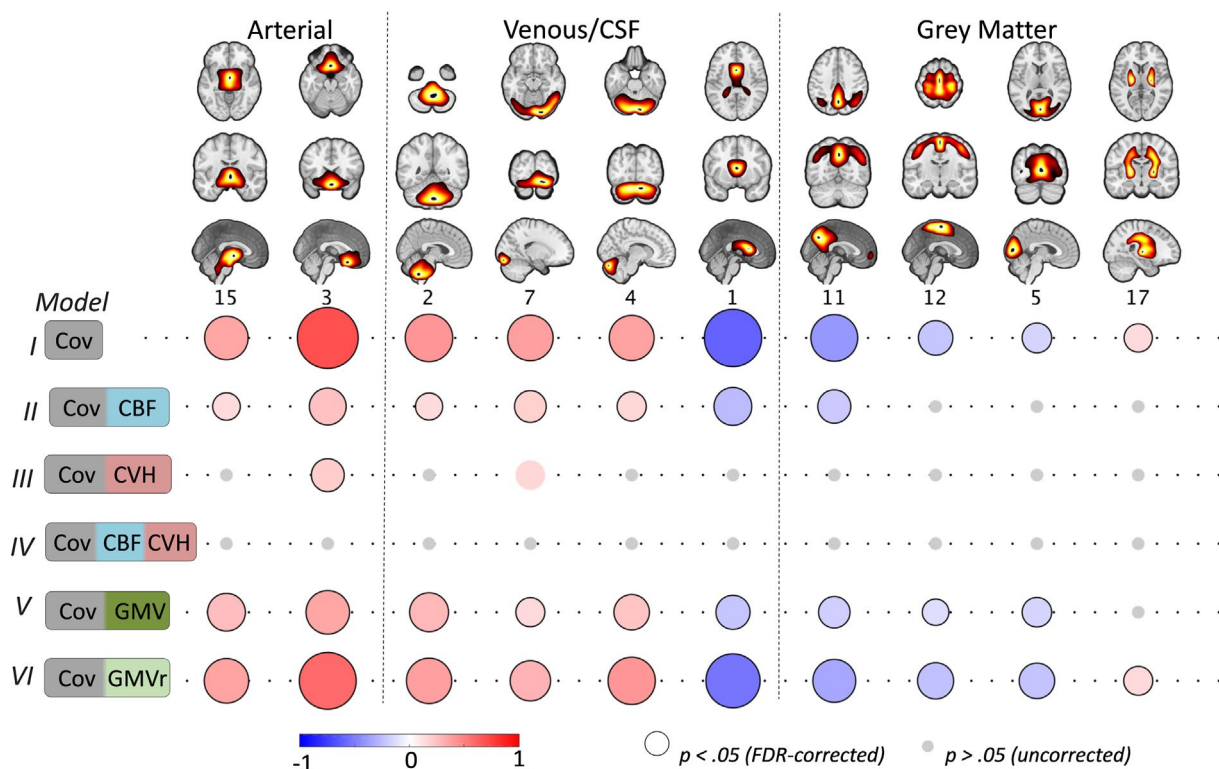 Arterial Venous/CSF Grey Matter
Model 15 3 2 7 4 1 11 12 5 17
I Cov
II Cov CBF
III Cov CVH
IV Cov CBF CVH
V Cov GMV
VI Cov GMVr
-1 0 1 p < .05 (FDR-corrected) p > .05 (uncorrected)